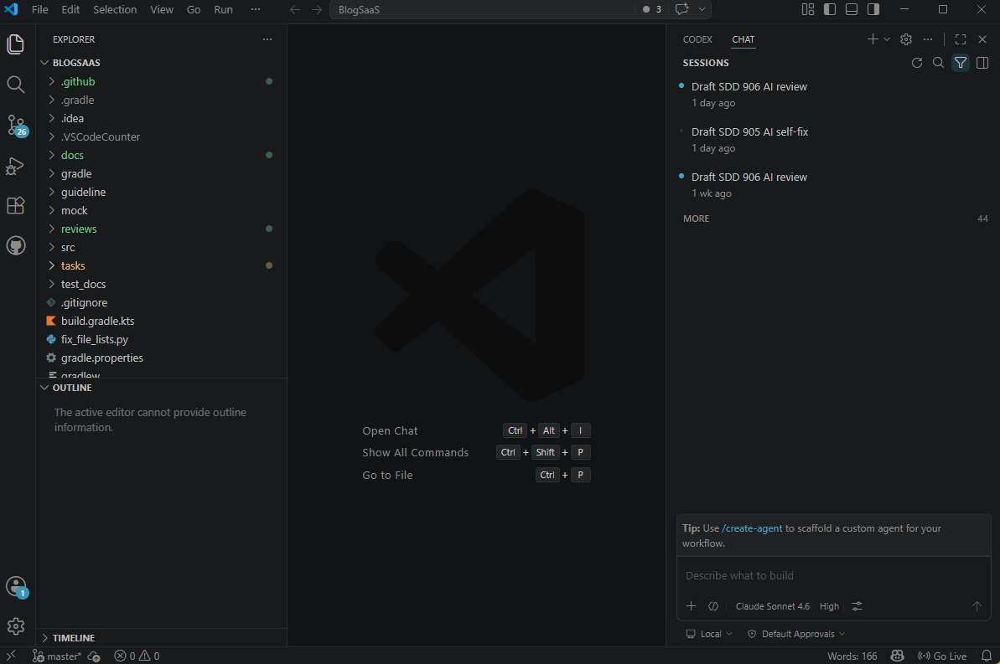 File Edit Selection View Go Run ··· BlogSaaS 3
EXPLORER ···
BLOGSAAS
.github
.gradle
.idea
.VSCodeCounter
docs
gradle
guideline
mock
reviews
src
tasks
test_docs
.gitignore
build.gradle.kts
fix_file_lists.py
gradle.properties
gradlew
OUTLINE
The active editor cannot provide outline
information.
TIMELINE
26
1
Open Chat Ctrl + Alt + I
Show All Commands Ctrl + Shift + P
Go to File Ctrl + P
CODEX CHAT
SESSIONS
Draft SDD 906 AI review
1 day ago
Draft SDD 905 AI self-fix
1 day ago
Draft SDD 906 AI review
1 wk ago
MORE 44
Tip: Use /create-agent to scaffold a custom agent for your
workflow.
Describe what to build
Claude Sonnet 4.6 High
Local Default Approvals
master* 0 0 Words: 166 Go Live